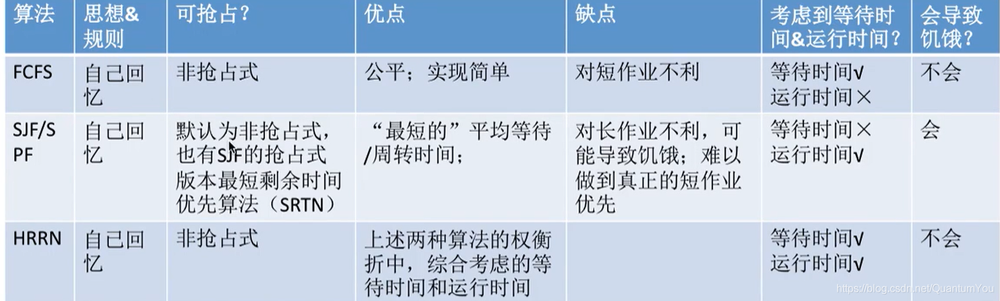 算法
思想&
规则
可抢占？
优点
缺点
考虑到等待时
间&运行时间？
会导致
饥饿？
FCFS
自己回
忆
非抢占式
公平；实现简单
对短作业不利
等待时间√
运行时间×
不会
SJF/S
PF
自己回
忆
默认为非抢占式，
也有SJF的抢占式
版本最短剩余时间
优先算法（SRTN）
“最短的”平均等待
/周转时间；
对长作业不利，可
能导致饥饿；难以
做到真正的短作业
优先
等待时间×
运行时间√
会
HRRN
自己回
忆
非抢占式
上述两种算法的权衡
折中，综合考虑的等
待时间和运行时间
等待时间√
运行时间√
不会
https://blog.csdn.net/QuantumYou